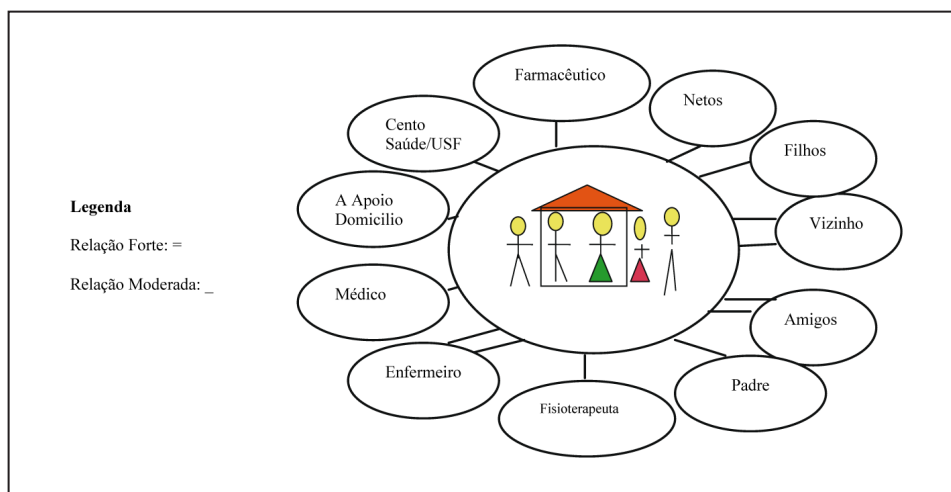 Farmacêutico
Netos
Cento
Saúde/USF
Filhos
A Apoio
Domicilio
Vizinho
Legenda
Relação Forte: =
Relação Moderada: _
Médico
Amigos
Enfermeiro
Padre
Fisioterapeuta